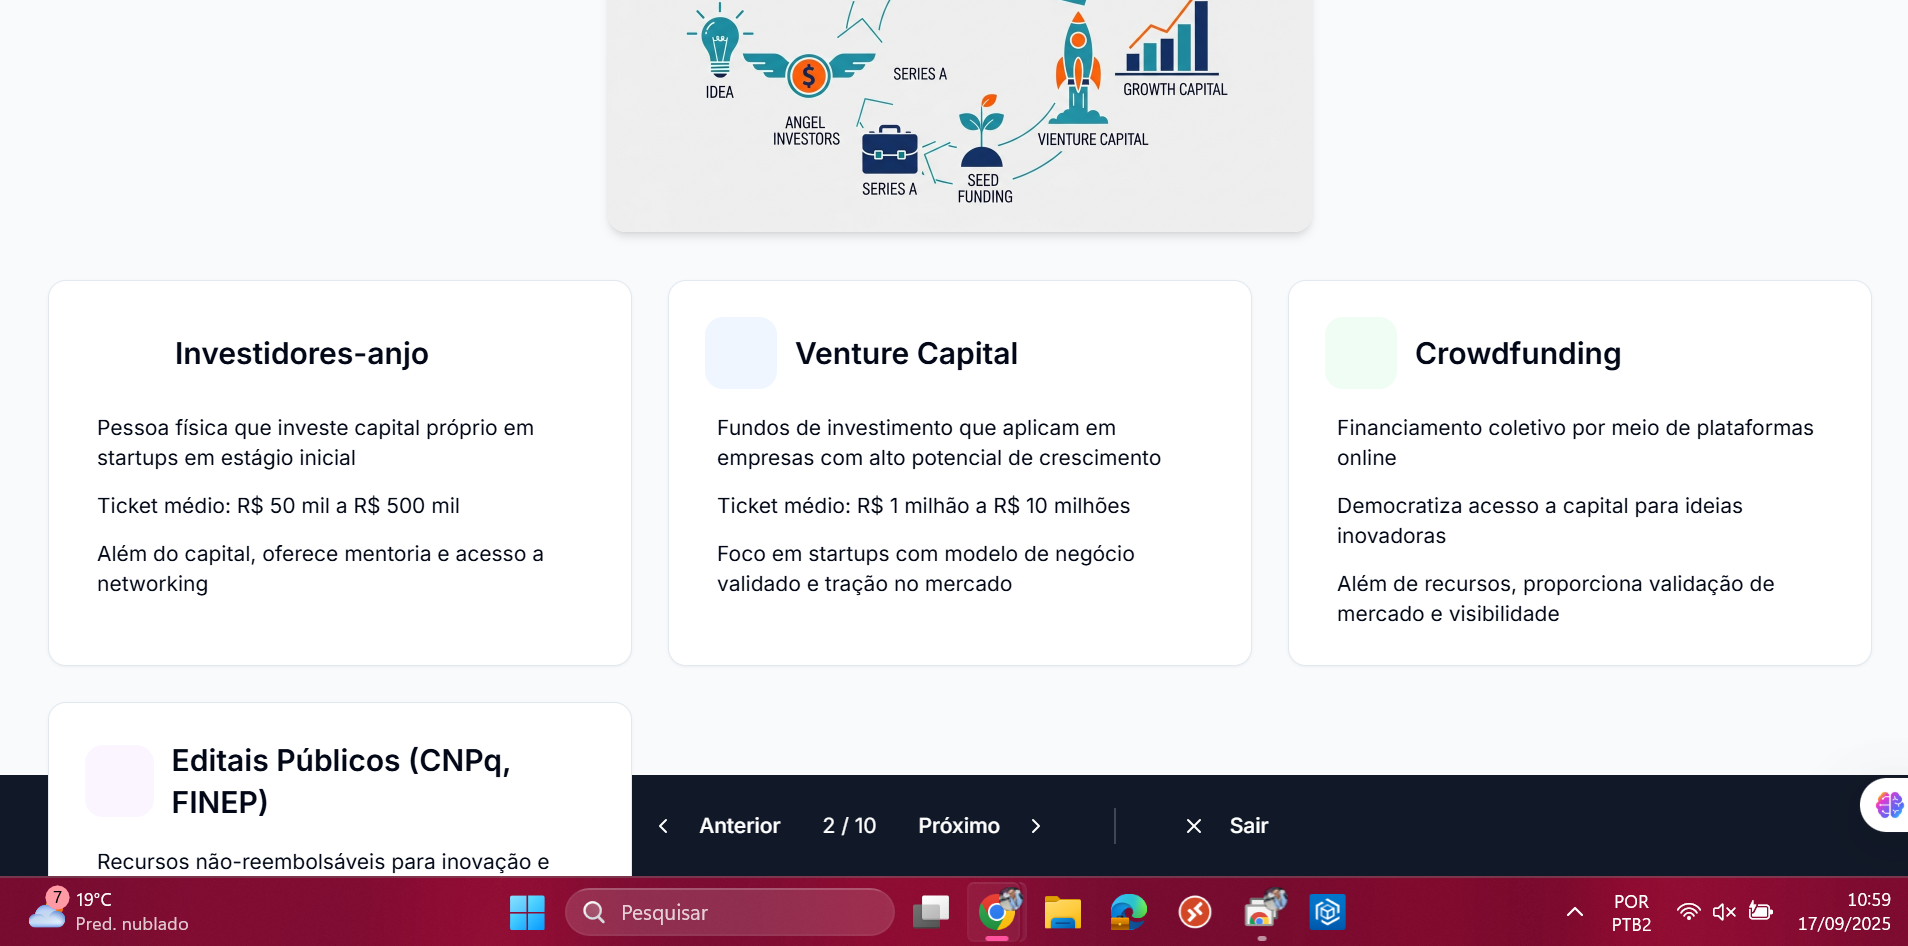 IDEA
SERIES A
GROWTH CAPITAL
ANGEL
INVESTORS
VIENTURE CAPITAL
SERIES A
SEED
FUNDING
Investidores-anjo
Pessoa física que investe capital próprio em
startups em estágio inicial
Ticket médio: R$ 50 mil a R$ 500 mil
Além do capital, oferece mentoria e acesso a
networking
Venture Capital
Fundos de investimento que aplicam em
empresas com alto potencial de crescimento
Ticket médio: R$ 1 milhão a R$ 10 milhões
Foco em startups com modelo de negócio
validado e tração no mercado
Crowdfunding
Financiamento coletivo por meio de plataformas
online
Democratiza acesso a capital para ideias
inovadoras
Além de recursos, proporciona validação de
mercado e visibilidade
Editais Públicos (CNPq,
FINEP)
Recursos não-reembolsáveis para inovação e
Anterior 2 / 10 Próximo Sair
7
19°C
Pred. nublado
Pesquisar
POR
PTB2
10:59
17/09/2025